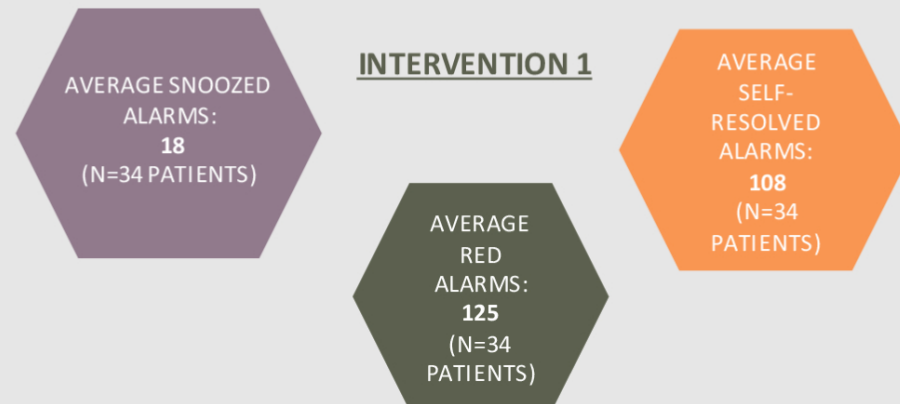 AVERAGE SNOOZED
ALARMS:
18
(N=34 PATIENTS)
INTERVENTION 1
AVERAGE
SELF-
RESOLVED
ALARMS:
108
(N=34
PATIENTS)
AVERAGE
RED
ALARMS:
125
(N=34
PATIENTS)